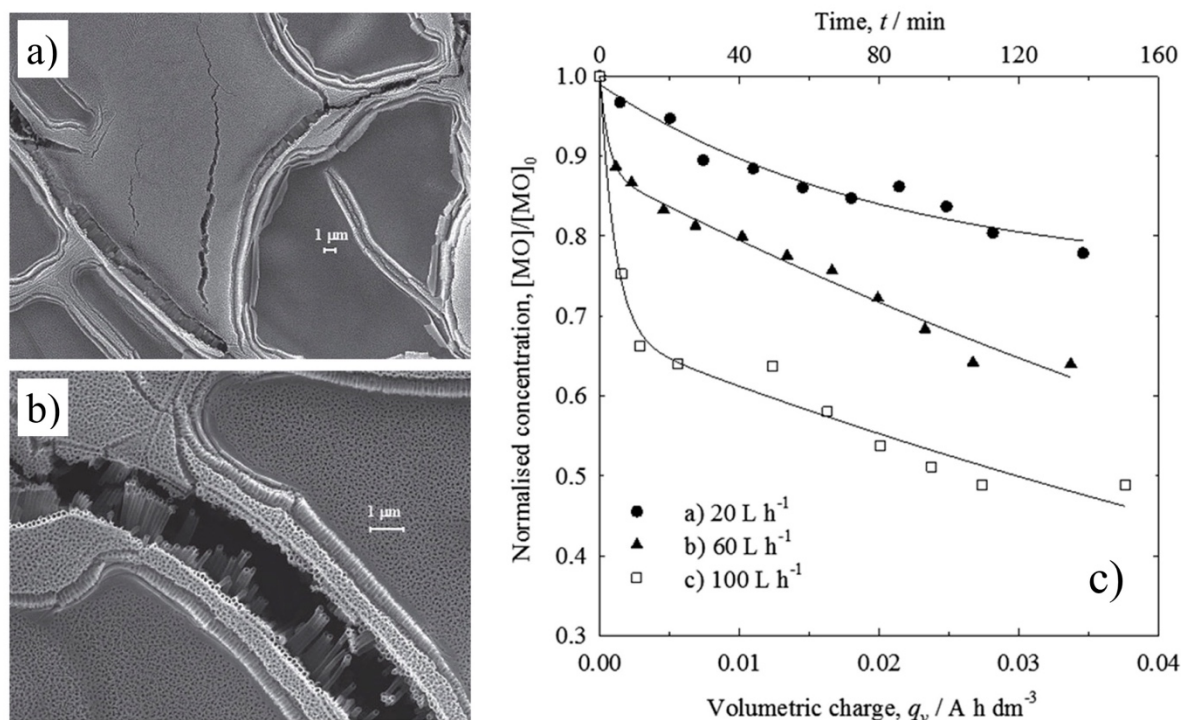 a)
1 μm
b)
1 μm
Time, t / min
0 40 80 120 160
1.0
0.9
0.8
0.7
0.6
0.5
0.4
0.3
Normalised concentration, [MO]/[MO]₀
a) 20 L h⁻¹
b) 60 L h⁻¹
c) 100 L h⁻¹
c)
0.00 0.01 0.02 0.03 0.04
Volumetric charge, qᵥ / A h dm⁻³